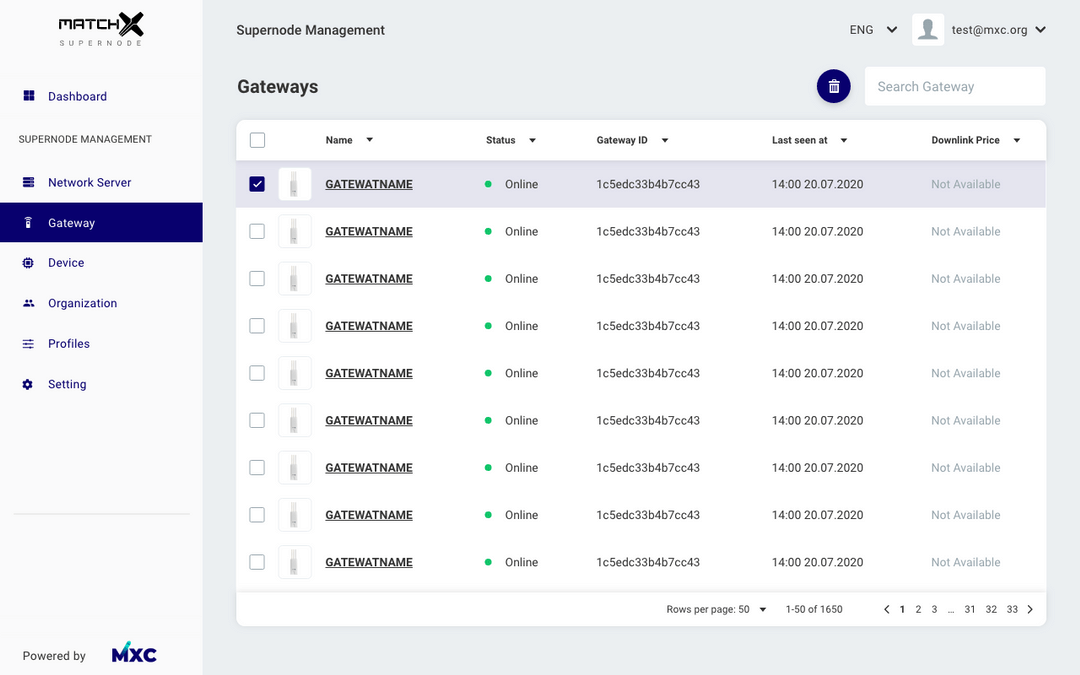 MATCHX
SUPERNODE
Supernode Management
ENG
test@mxc.org
Dashboard
SUPERNODE MANAGEMENT
Network Server
Gateway
Device
Organization
Profiles
Setting
Powered by MXC
Gateways
Search Gateway
Name Status Gateway ID Last seen at Downlink Price
GATEWATNAME Online 1c5edc33b4b7cc43 14:00 20.07.2020 Not Available
GATEWATNAME Online 1c5edc33b4b7cc43 14:00 20.07.2020 Not Available
GATEWATNAME Online 1c5edc33b4b7cc43 14:00 20.07.2020 Not Available
GATEWATNAME Online 1c5edc33b4b7cc43 14:00 20.07.2020 Not Available
GATEWATNAME Online 1c5edc33b4b7cc43 14:00 20.07.2020 Not Available
GATEWATNAME Online 1c5edc33b4b7cc43 14:00 20.07.2020 Not Available
GATEWATNAME Online 1c5edc33b4b7cc43 14:00 20.07.2020 Not Available
GATEWATNAME Online 1c5edc33b4b7cc43 14:00 20.07.2020 Not Available
GATEWATNAME Online 1c5edc33b4b7cc43 14:00 20.07.2020 Not Available
Rows per page: 50 1-50 of 1650 1 2 3 ... 31 32 33